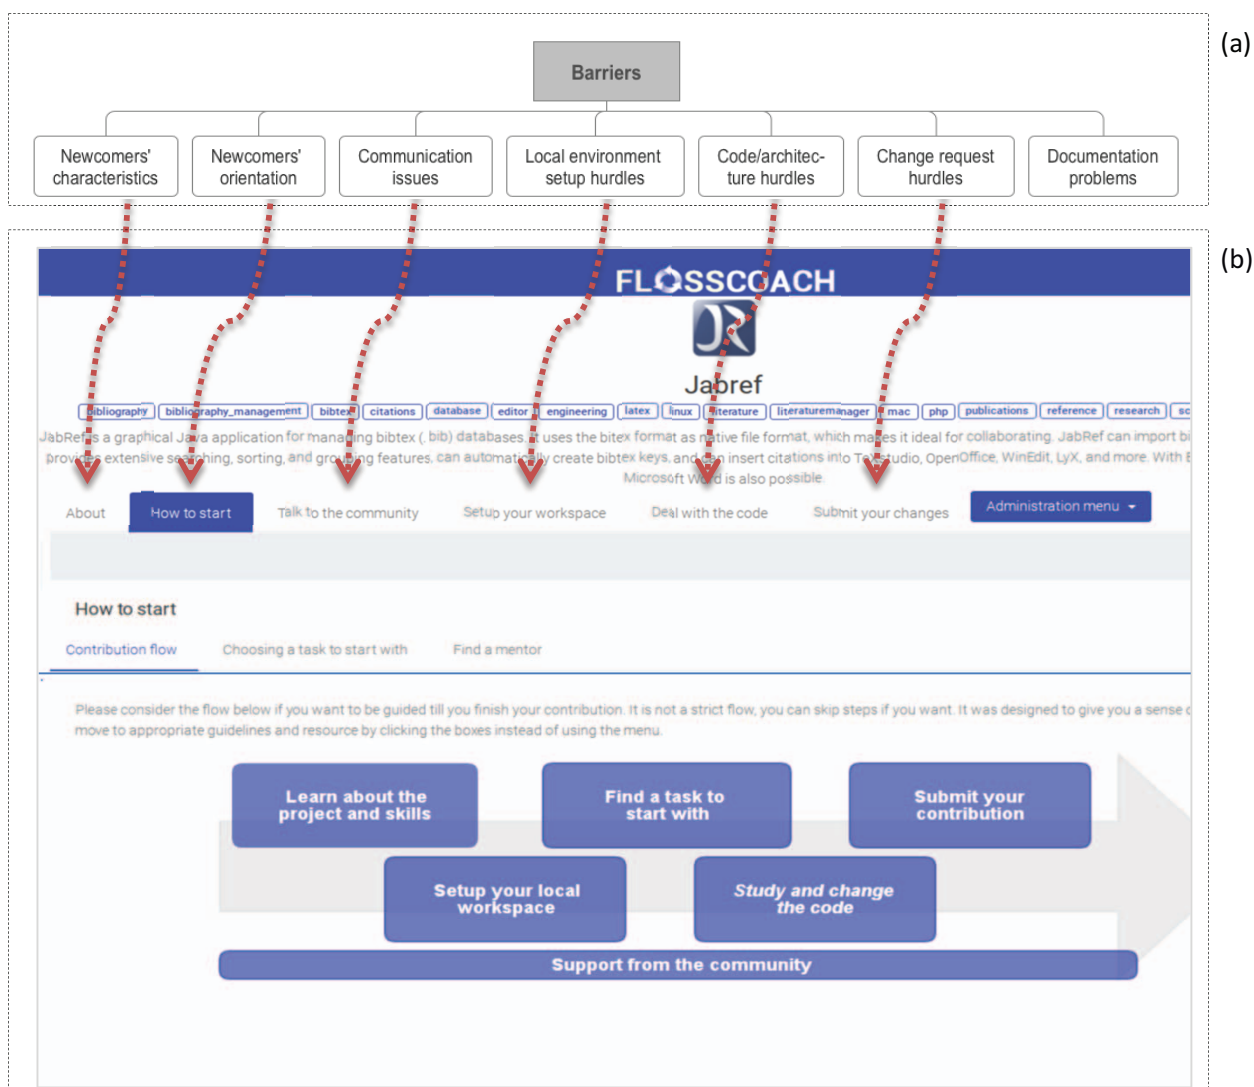 (a)
Barriers
Newcomers'
characteristics
Newcomers'
orientation
Communication
issues
Local environment
setup hurdles
Code/architec-
ture hurdles
Change request
hurdles
Documentation
problems
(b)
FLOSSCOACH
JR
Jabref
bibliography bibliography_management bibtex citations database editor engineering latex linux literature literaturemanager mac php publications reference research sc
JabRef is a graphical Java application for managing bibtex (.bib) databases. It uses the bitex format as native file format, which makes it ideal for collaborating. JabRef can import bi
provides extensive searching, sorting, and grouping features, can automatically create bibtex keys, and can insert citations into TeXstudio, OpenOffice, WinEdit, LyX, and more. With E
Microsoft Word is also possible.
About How to start Talk to the community Setup your workspace Deal with the code Submit your changes Administration menu
How to start
Contribution flow Choosing a task to start with Find a mentor
Please consider the flow below if you want to be guided till you finish your contribution. It is not a strict flow, you can skip steps if you want. It was designed to give you a sense
move to appropriate guidelines and resource by clicking the boxes instead of using the menu.
Learn about the
project and skills
Find a task to
start with
Submit your
contribution
Setup your local
workspace
Study and change
the code
Support from the community